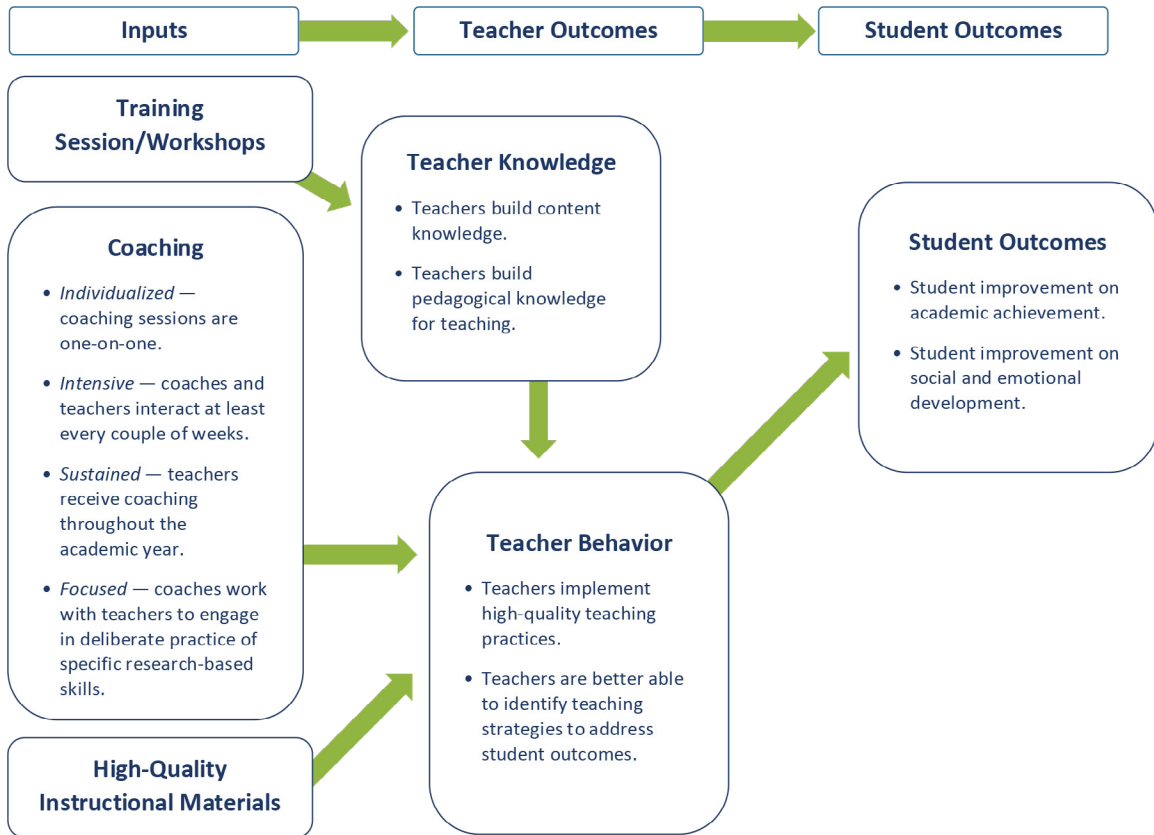 Inputs
Teacher Outcomes
Student Outcomes
Training
Session/Workshops
Coaching
• Individualized —
coaching sessions are
one-on-one.
• Intensive — coaches and
teachers interact at least
every couple of weeks.
• Sustained — teachers
receive coaching
throughout the
academic year.
• Focused — coaches work
with teachers to engage
in deliberate practice of
specific research-based
skills.
High-Quality
Instructional Materials
Teacher Knowledge
• Teachers build content
knowledge.
• Teachers build
pedagogical knowledge
for teaching.
Teacher Behavior
• Teachers implement
high-quality teaching
practices.
• Teachers are better able
to identify teaching
strategies to address
student outcomes.
Student Outcomes
• Student improvement on
academic achievement.
• Student improvement on
social and emotional
development.